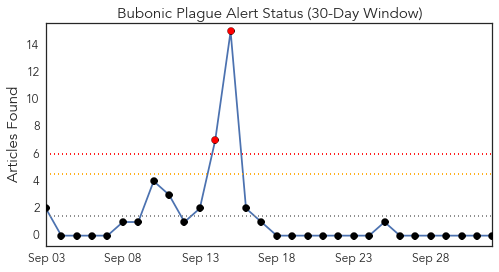 Bubonic Plague Alert Status (30-Day Window)
Articles Found
14
12
10
8
6
4
2
0
Sep 03 Sep 08 Sep 13 Sep 18 Sep 23 Sep 28